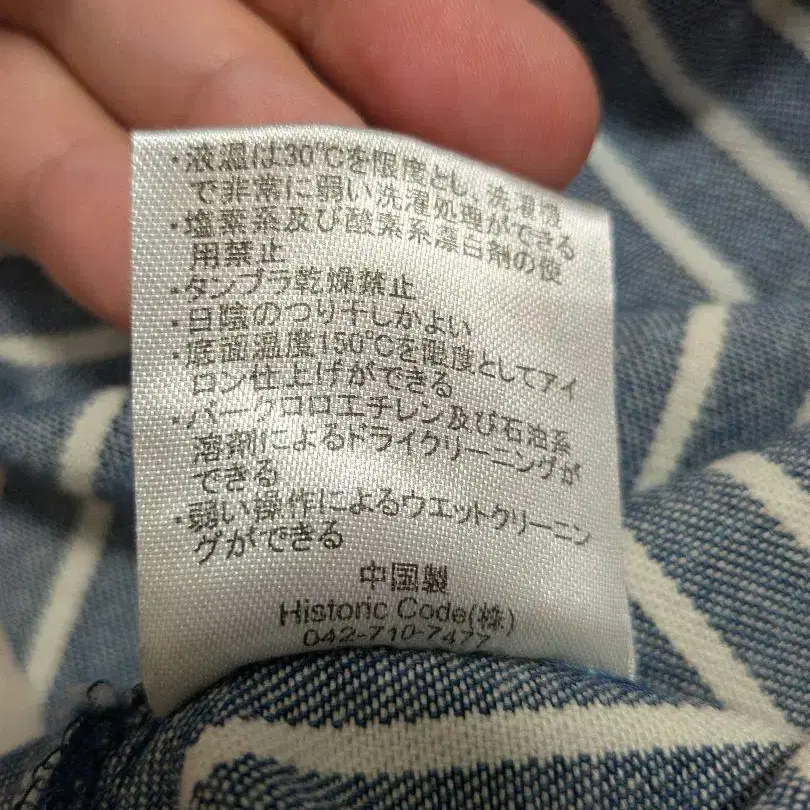 ・液温は30℃を限度とし、洗濯機
で非常に弱い洗濯処理ができる
・塩素系及び酸素系漂白剤の使
用禁止
・タンブラ乾燥禁止
・日陰のつり干しがよい
・底面温度150℃を限度としてアイ
ロン仕上げができる
・パークロロエチレン及び石油系
溶剤によるドライクリーニングが
できる
・弱い操作によるウエットクリーニン
グができる
中国製
Historic Code(株)
042-710-7477